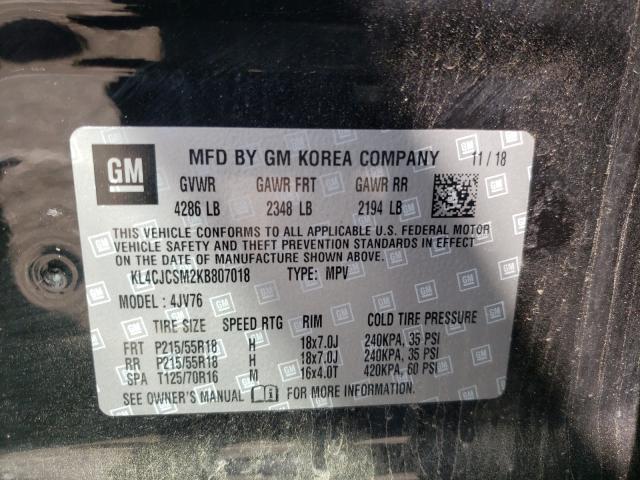 GM MFD BY GM KOREA COMPANY 11/18
GVWR GAWR FRT GAWR RR
4286 LB 2348 LB 2194 LB
THIS VEHICLE CONFORMS TO ALL APPLICABLE U.S. FEDERAL MOTOR
VEHICLE SAFETY AND THEFT PREVENTION STANDARDS IN EFFECT
ON THE DATE OF MANUFACTURE SHOWN ABOVE.
KL4CJCSM2KB807018 TYPE: MPV
MODEL: 4JV76
TIRE SIZE SPEED RTG RIM COLD TIRE PRESSURE
FRT P215/55R18 H 18x7.0J 240KPA, 35 PSI
RR P215/55R18 H 18x7.0J 240KPA, 35 PSI
SPA T125/70R16 M 16x4.0T 420KPA, 60 PSI
SEE OWNER'S MANUAL FOR MORE INFORMATION.